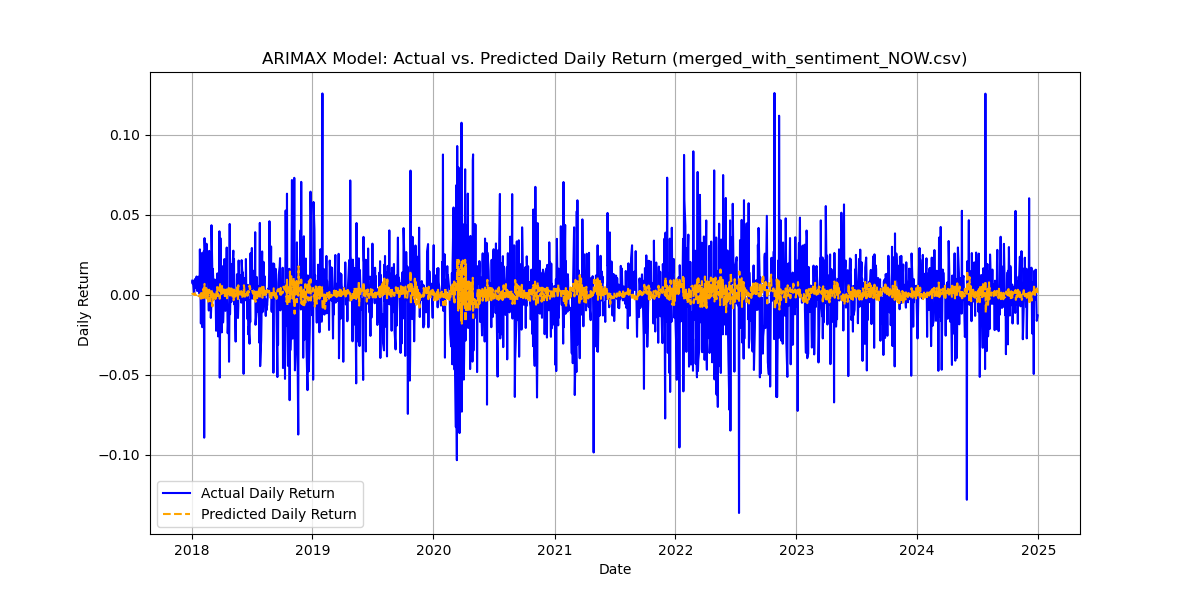 ARIMAX Model: Actual vs. Predicted Daily Return (merged_with_sentiment_NOW.csv)
0.10
0.05
0.00
−0.05
−0.10
Daily Return
Actual Daily Return
Predicted Daily Return
2018 2019 2020 2021 2022 2023 2024 2025
Date